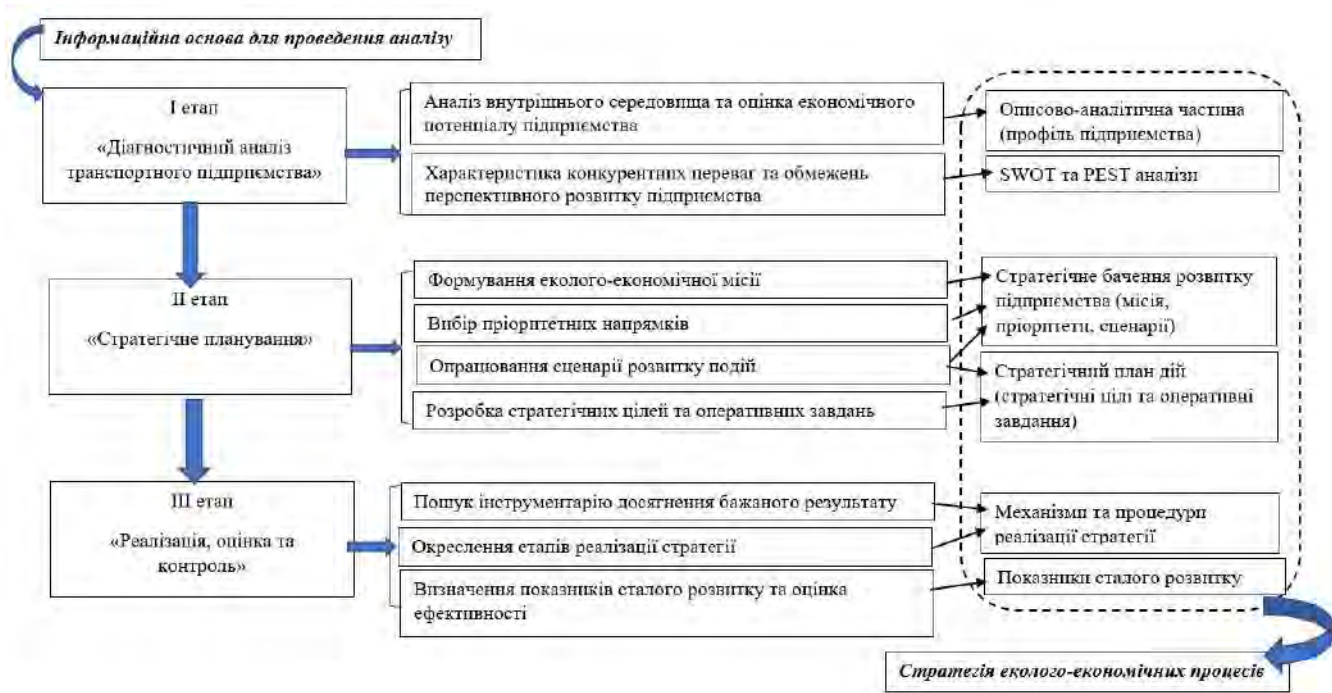 Інформаційна основа для проведення аналізу
І етап
«Діагностичний аналіз
транспортного підприємства»
Аналіз внутрішнього середовища та оцінка економічного
потенціалу підприємства
Характеристика конкурентних переваг та обмежень
перспективного розвитку підприємства
Описово-аналітична частина
(профіль підприємства)
SWOT та PEST аналізи
ІІ етап
«Стратегічне планування»
Формування еколого-економічної місії
Вибір пріоритетних напрямків
Опрацювання сценарії розвитку подій
Розробка стратегічних цілей та оперативних завдань
Стратегічне бачення розвитку
підприємства (місія,
пріоритети, сценарії)
Стратегічний план дій
(стратегічні цілі та оперативні
завдання)
ІІІ етап
«Реалізація, оцінка та
контроль»
Пошук інструментарію досягнення бажаного результату
Окреслення етапів реалізації стратегії
Визначення показників сталого розвитку та оцінка
ефективності
Механізми та процедури
реалізації стратегії
Показники сталого розвитку
Стратегія еколого-економічних процесів